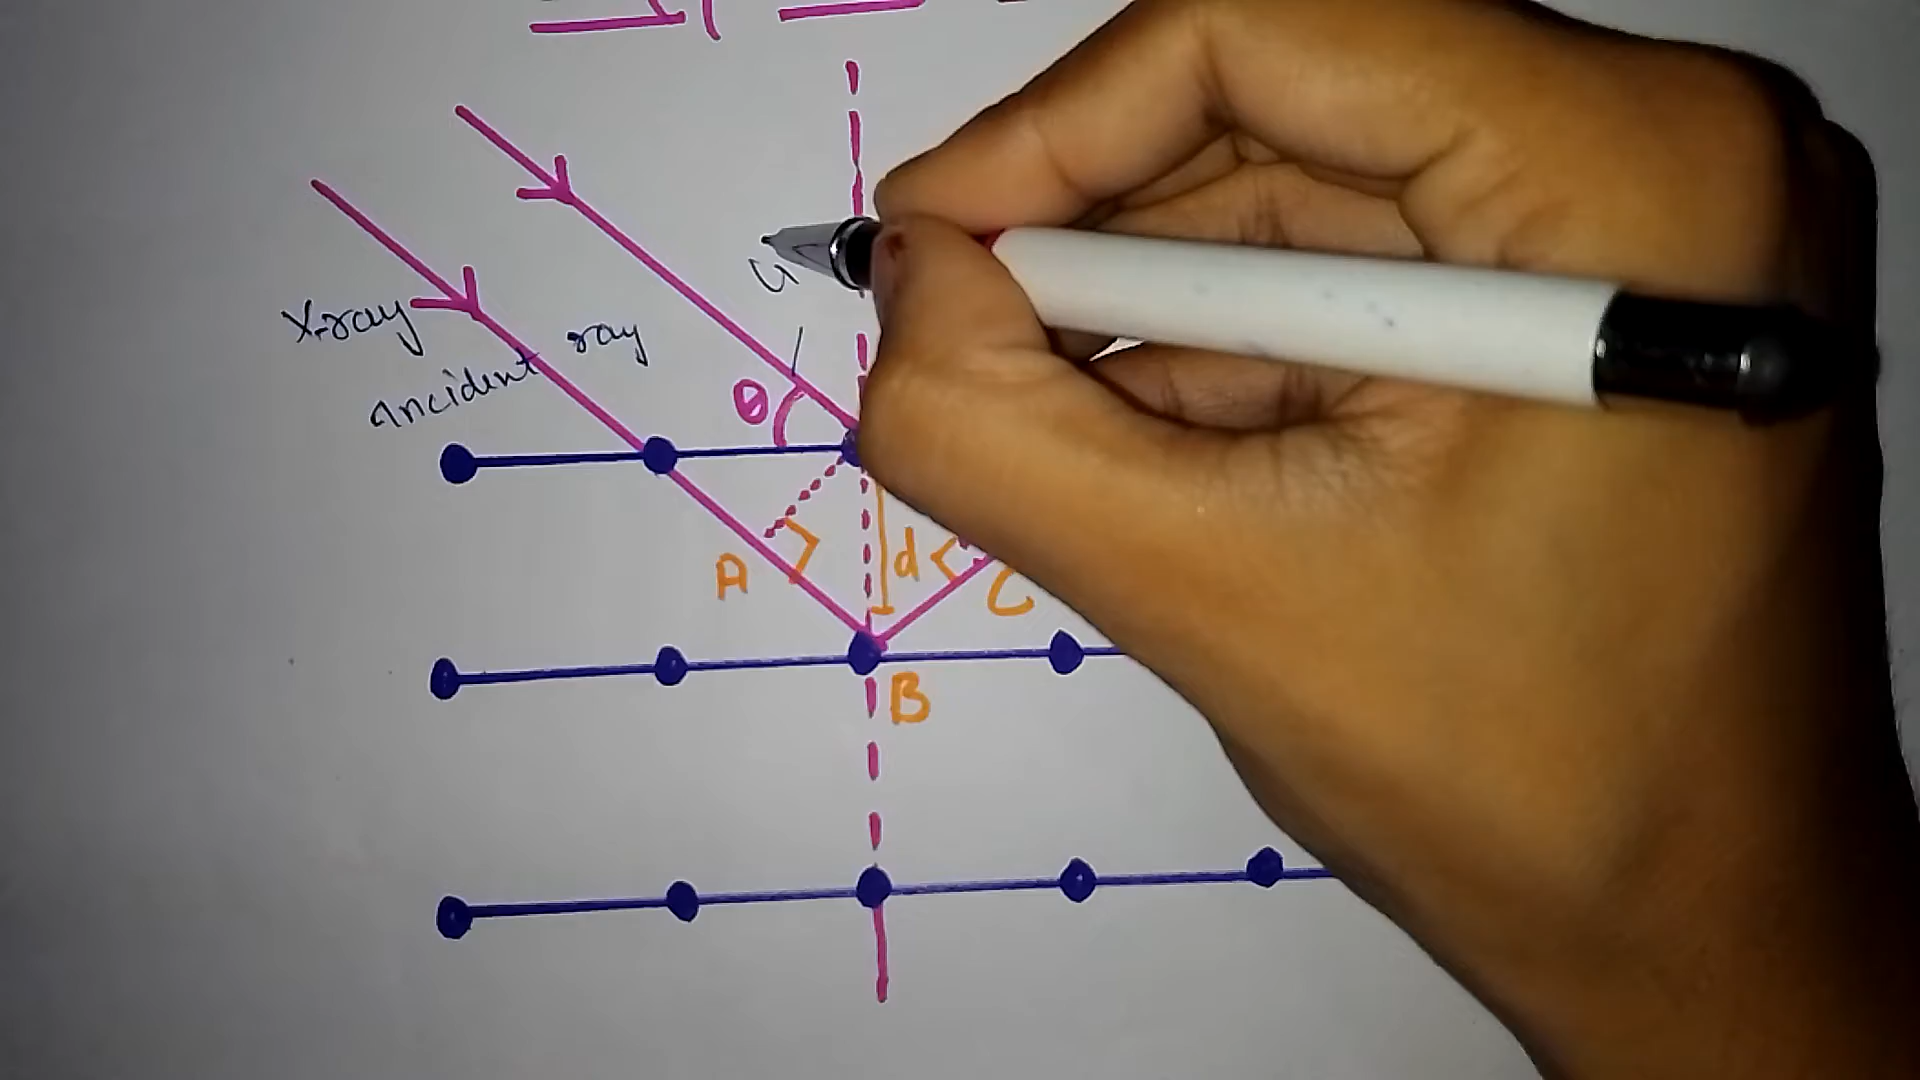 X-ray
incident ray
θ
A
d
C
B